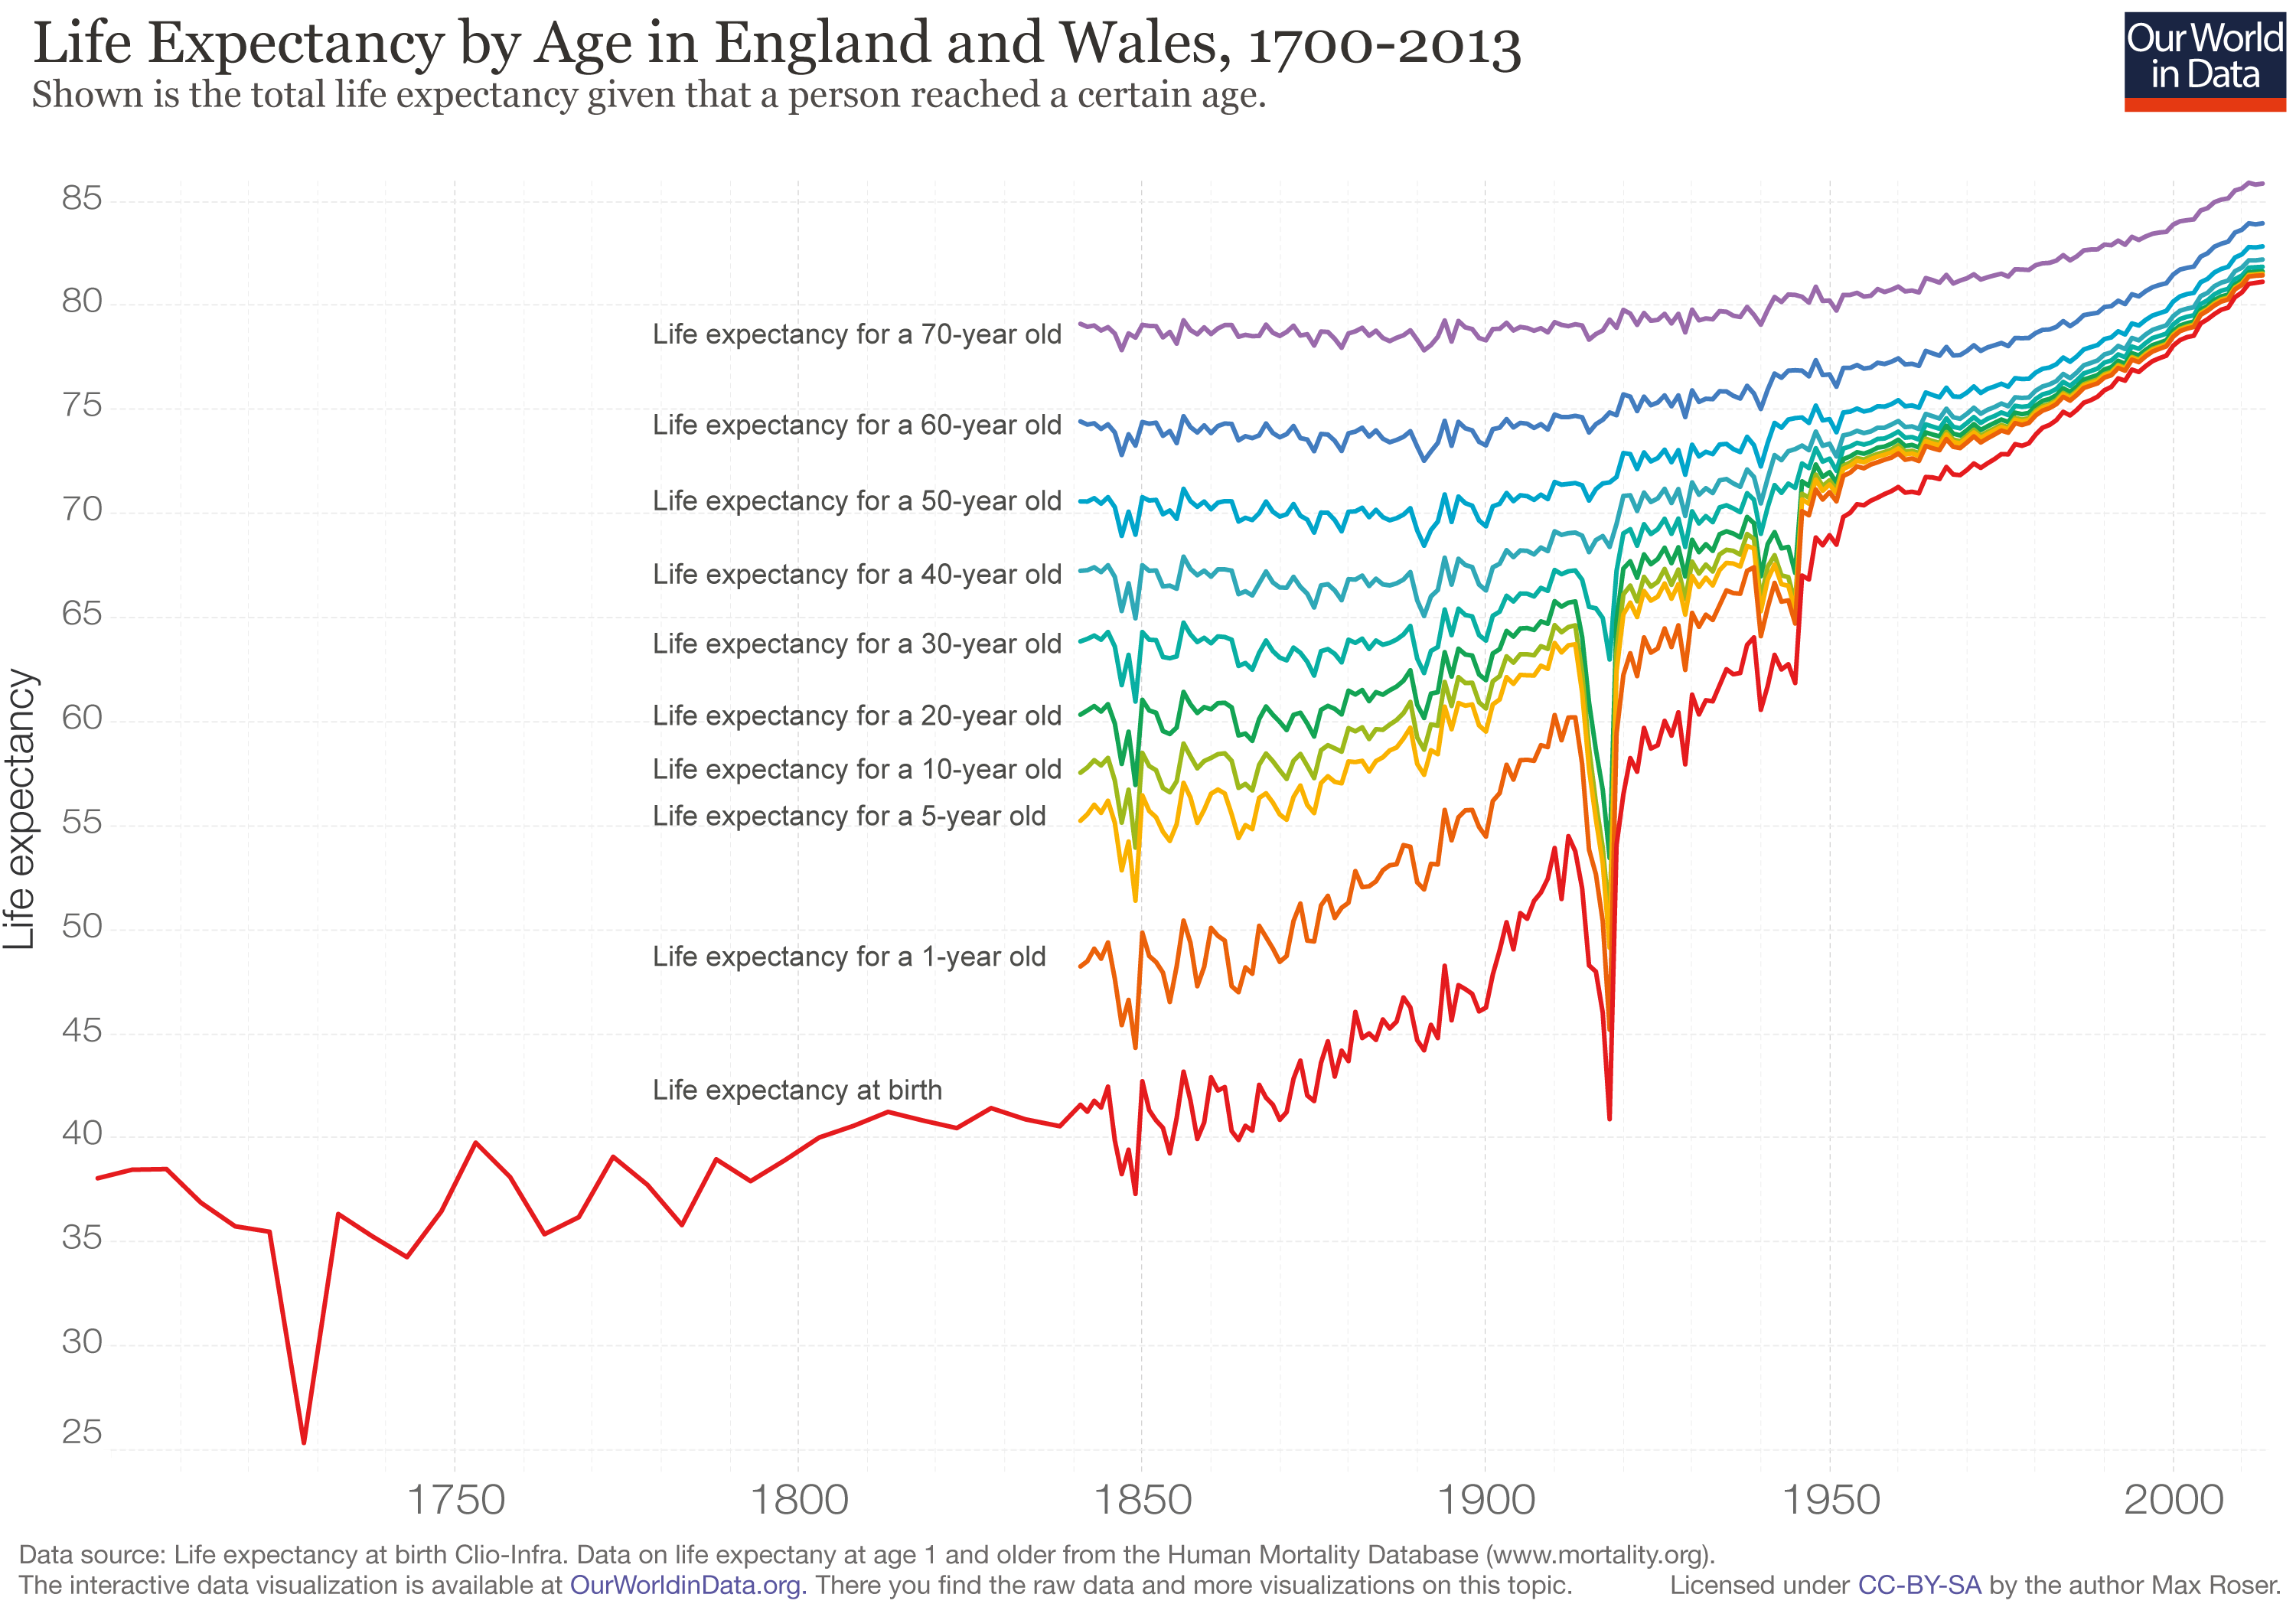 Life Expectancy by Age in England and Wales, 1700-2013
Shown is the total life expectancy given that a person reached a certain age.
Our World
in Data
Life expectancy
85
80
75
70
65
60
55
50
45
40
35
30
25
Life expectancy for a 70-year old
Life expectancy for a 60-year old
Life expectancy for a 50-year old
Life expectancy for a 40-year old
Life expectancy for a 30-year old
Life expectancy for a 20-year old
Life expectancy for a 10-year old
Life expectancy for a 5-year old
Life expectancy for a 1-year old
Life expectancy at birth
1750 1800 1850 1900 1950 2000
Data source: Life expectancy at birth Clio-Infra. Data on life expectany at age 1 and older from the Human Mortality Database (www.mortality.org).
The interactive data visualization is available at OurWorldinData.org. There you find the raw data and more visualizations on this topic.
Licensed under CC-BY-SA by the author Max Roser.